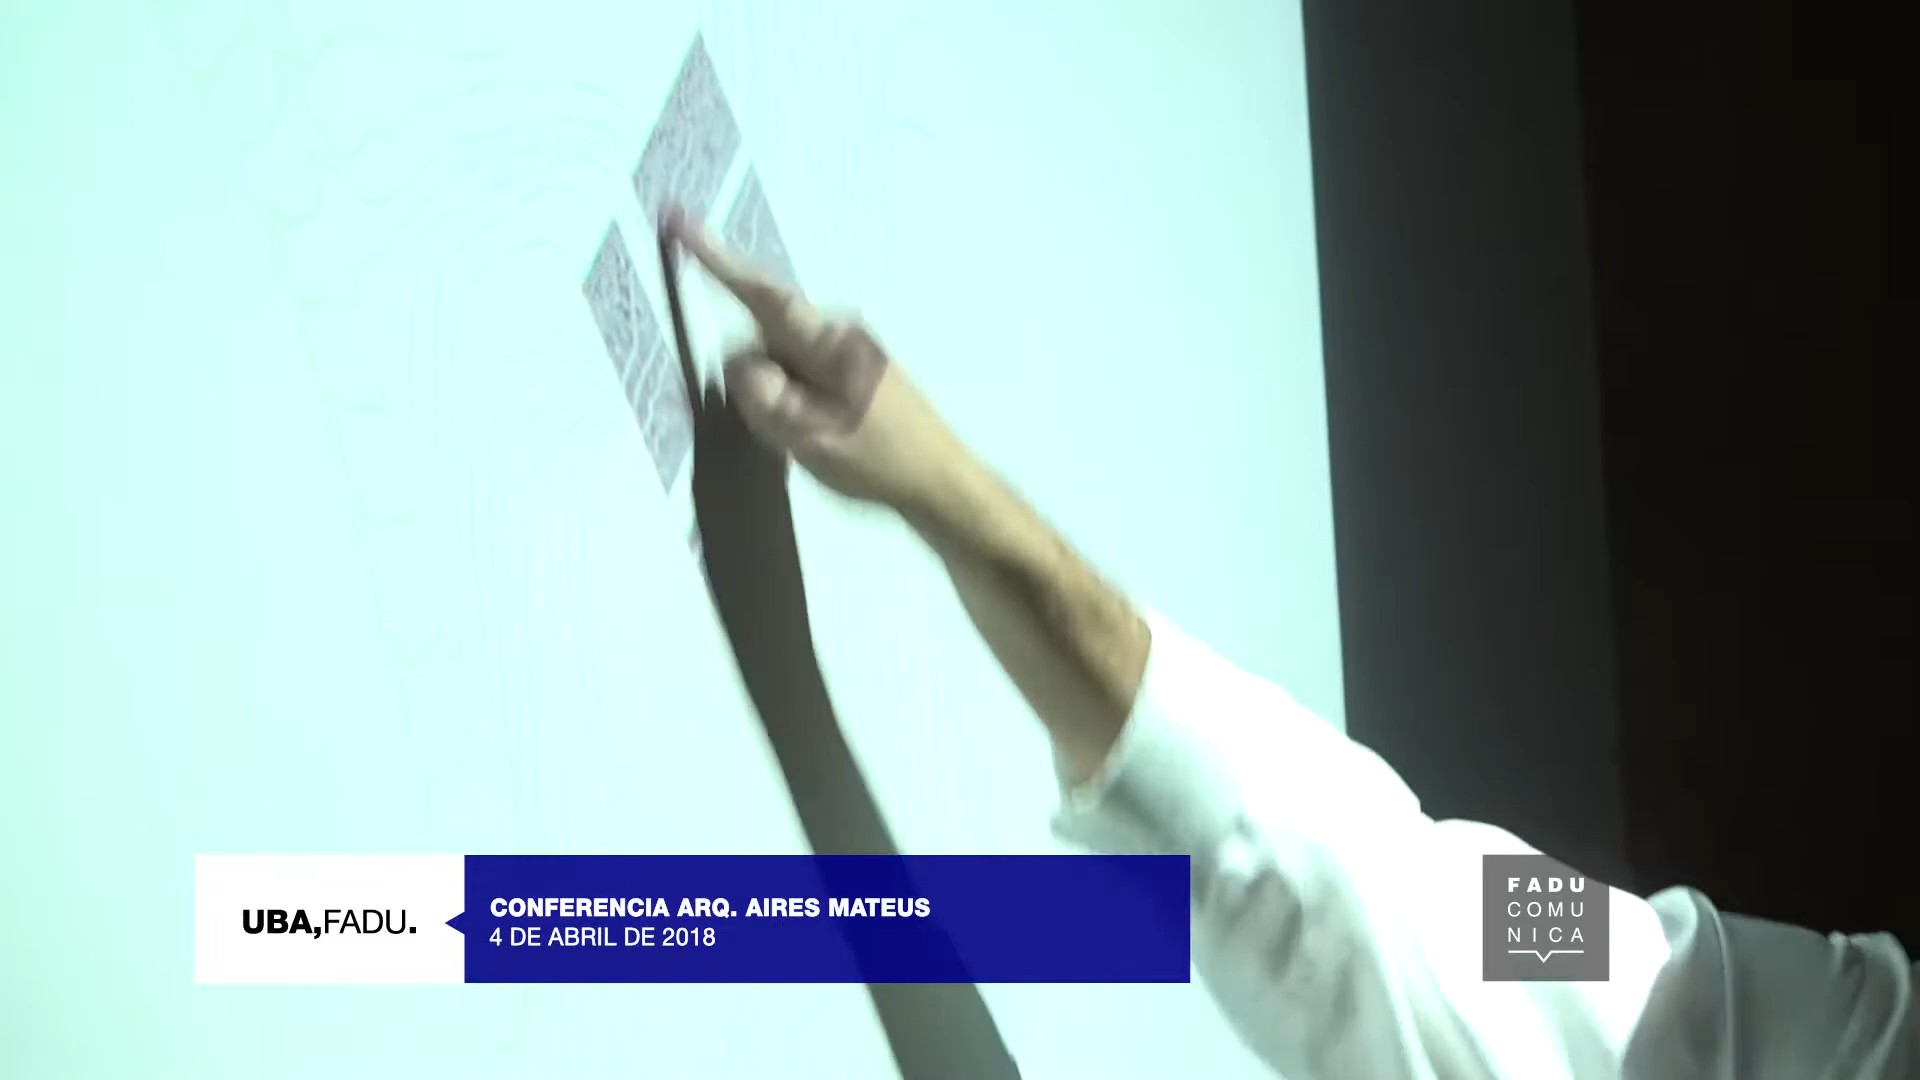 UBA,FADU.
CONFERENCIA ARQ. AIRES MATEUS
4 DE ABRIL DE 2018
FADU
COMU
NICA